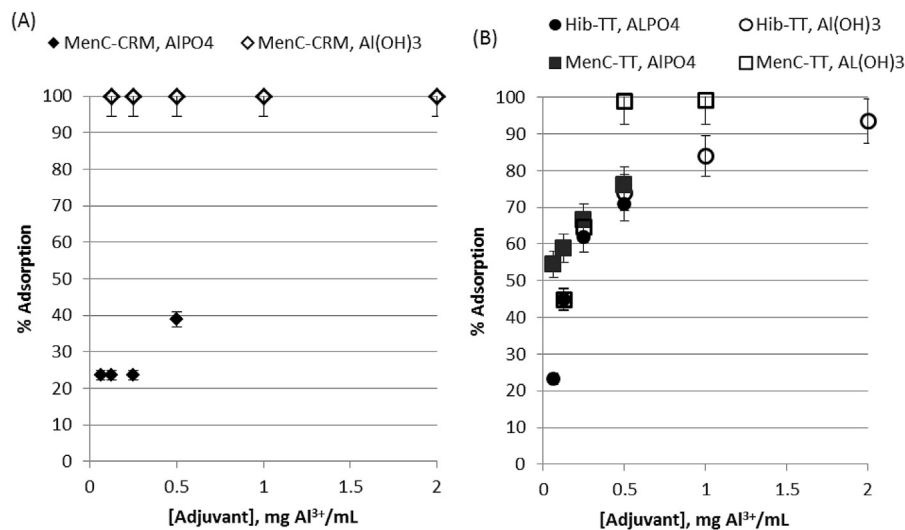 (A)
◆ MenC-CRM, AlPO4 ◇ MenC-CRM, Al(OH)3
% Adsorption
100
90
80
70
60
50
40
30
20
10
0
0 0.5 1 1.5 2
[Adjuvant], mg Al³⁺/mL
(B)
● Hib-TT, ALPO4 ○ Hib-TT, Al(OH)3
■ MenC-TT, AlPO4 □ MenC-TT, AL(OH)3
% Adsorption
100
90
80
70
60
50
40
30
20
10
0
0 0.5 1 1.5 2
[Adjuvant], mg Al³⁺/mL